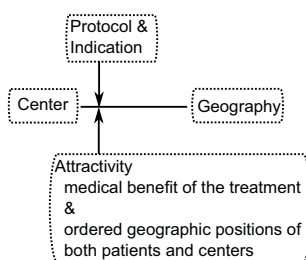 Protocol &
Indication
Center
Geography
Attractivity
medical benefit of the treatment
&
ordered geographic positions of
both patients and centers